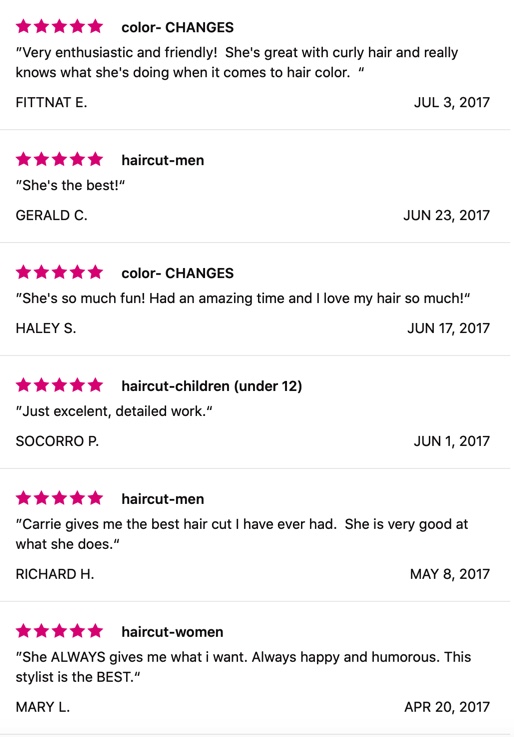 color- CHANGES
”Very enthusiastic and friendly!  She's great with curly hair and really
knows what she's doing when it comes to hair color.  “
FITTNAT E. JUL 3, 2017
haircut-men
”She's the best!“
GERALD C. JUN 23, 2017
color- CHANGES
”She's so much fun! Had an amazing time and I love my hair so much!“
HALEY S. JUN 17, 2017
haircut-children (under 12)
”Just excelent, detailed work.“
SOCORRO P. JUN 1, 2017
haircut-men
”Carrie gives me the best hair cut I have ever had.  She is very good at
what she does.“
RICHARD H. MAY 8, 2017
haircut-women
”She ALWAYS gives me what i want. Always happy and humorous. This
stylist is the BEST.“
MARY L. APR 20, 2017